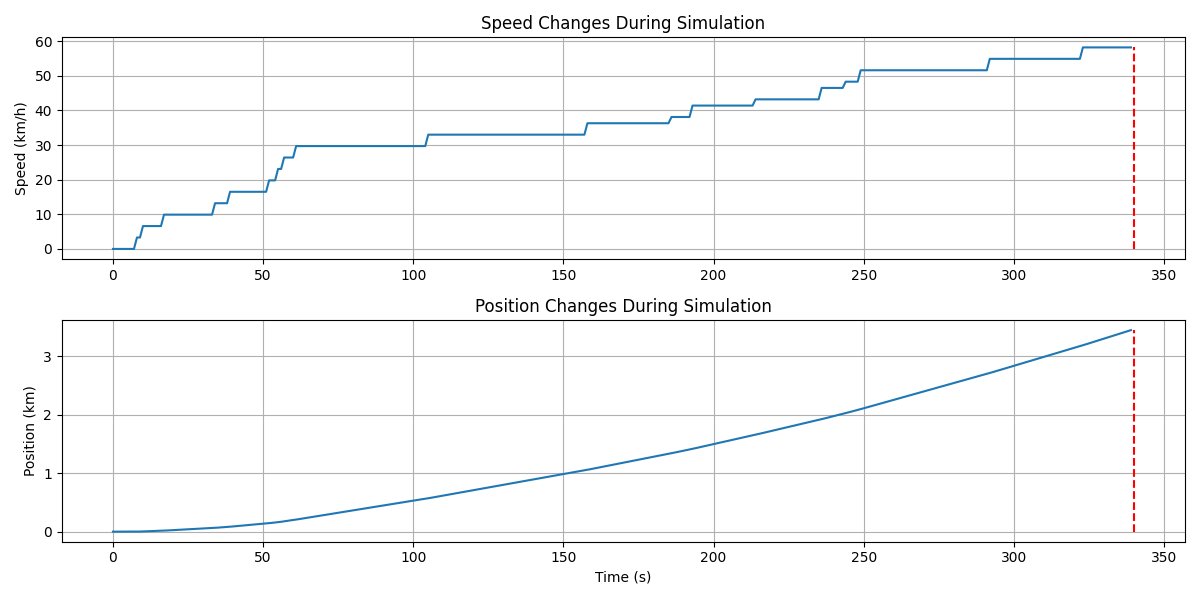 Speed Changes During Simulation
Speed (km/h)
60
50
40
30
20
10
0
0 50 100 150 200 250 300 350
Position Changes During Simulation
Position (km)
3
2
1
0
0 50 100 150 200 250 300 350
Time (s)